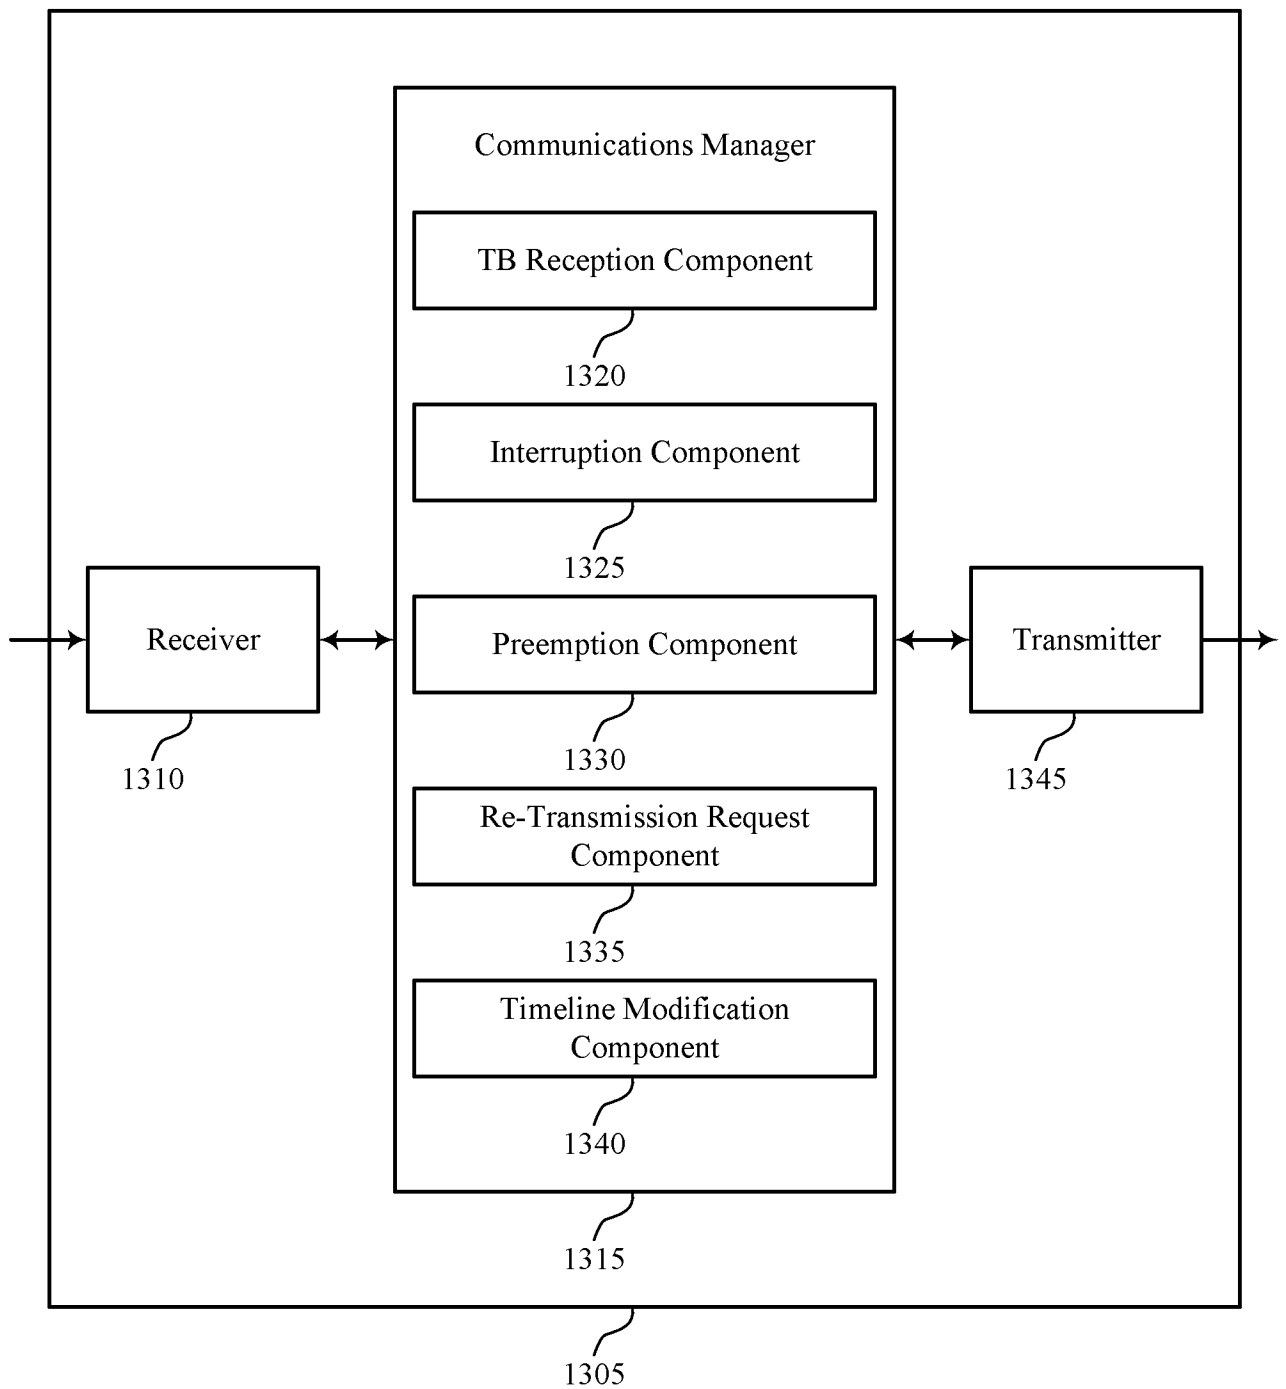 Communications Manager
TB Reception Component
1320
Interruption Component
1325
Receiver
1310
Preemption Component
1330
Transmitter
1345
Re-Transmission Request
Component
1335
Timeline Modification
Component
1340
1315
1305